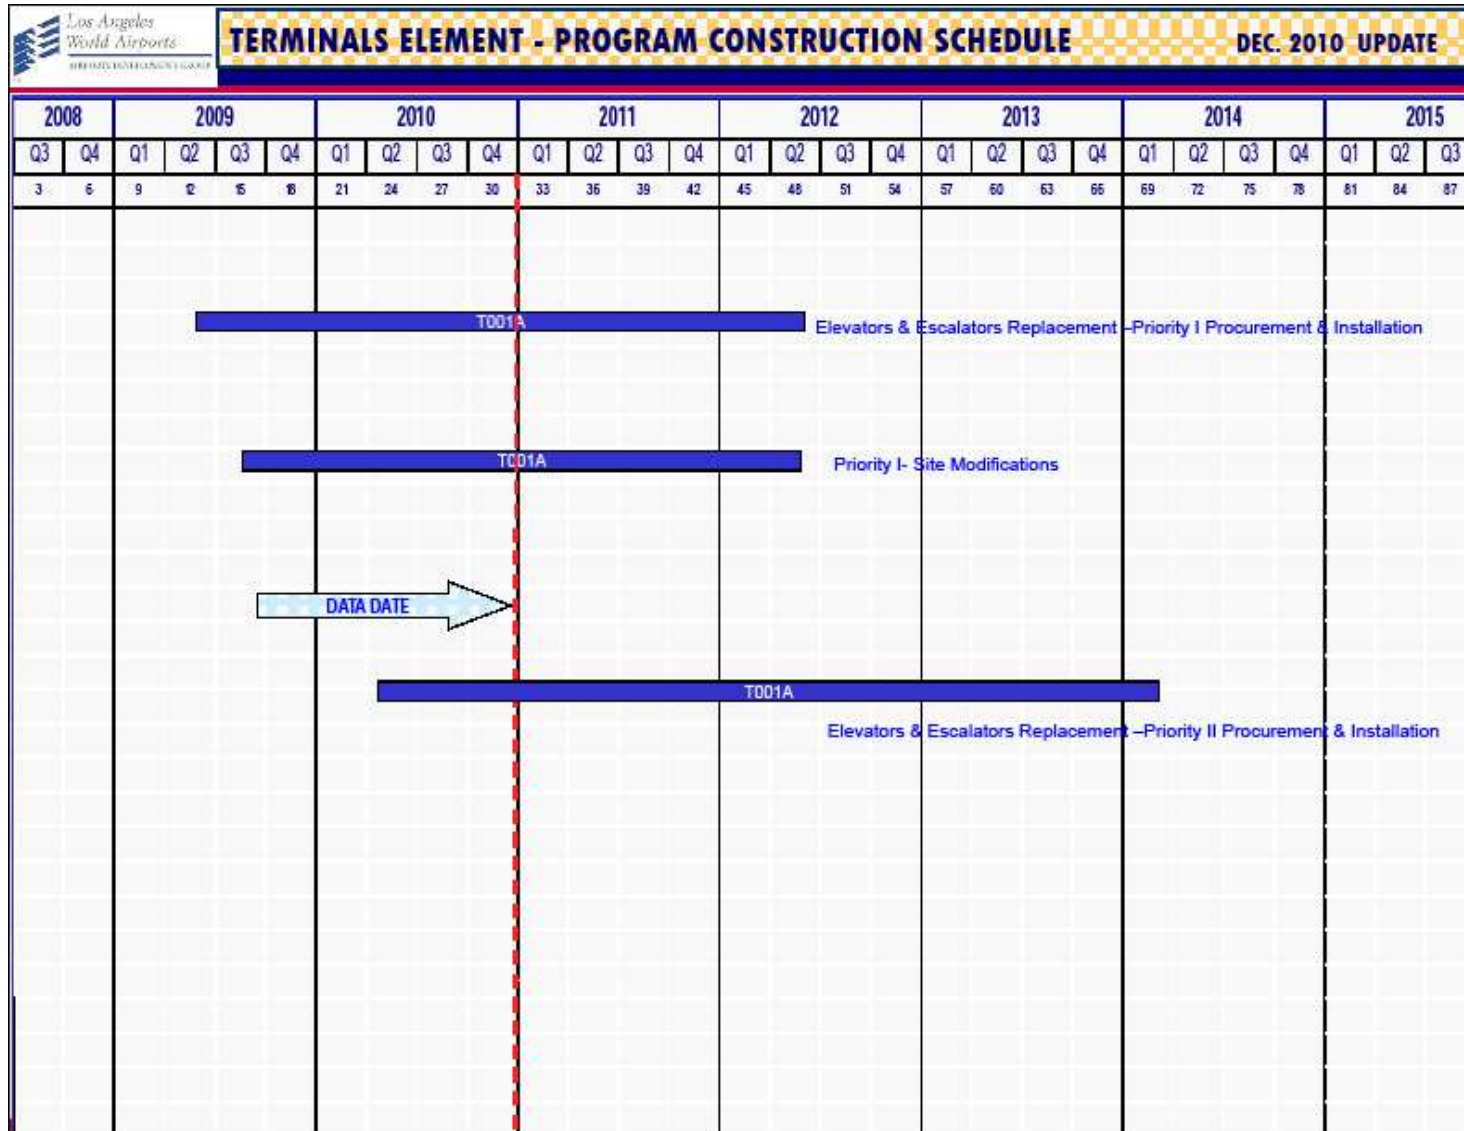 Los Angeles
World Airports
AIRPORTS DEVELOPMENT GROUP
TERMINALS ELEMENT - PROGRAM CONSTRUCTION SCHEDULE DEC. 2010 UPDATE
2008 2009 2010 2011 2012 2013 2014 2015
Q3 Q4 Q1 Q2 Q3 Q4 Q1 Q2 Q3 Q4 Q1 Q2 Q3 Q4 Q1 Q2 Q3 Q4 Q1 Q2 Q3 Q4 Q1 Q2 Q3 Q4 Q1 Q2 Q3
3 6 9 12 15 18 21 24 27 30 33 36 39 42 45 48 51 54 57 60 63 66 69 72 75 78 81 84 87
T001A
Elevators & Escalators Replacement –Priority I Procurement & Installation
T001A
Priority I- Site Modifications
DATA DATE
T001A
Elevators & Escalators Replacement –Priority II Procurement & Installation